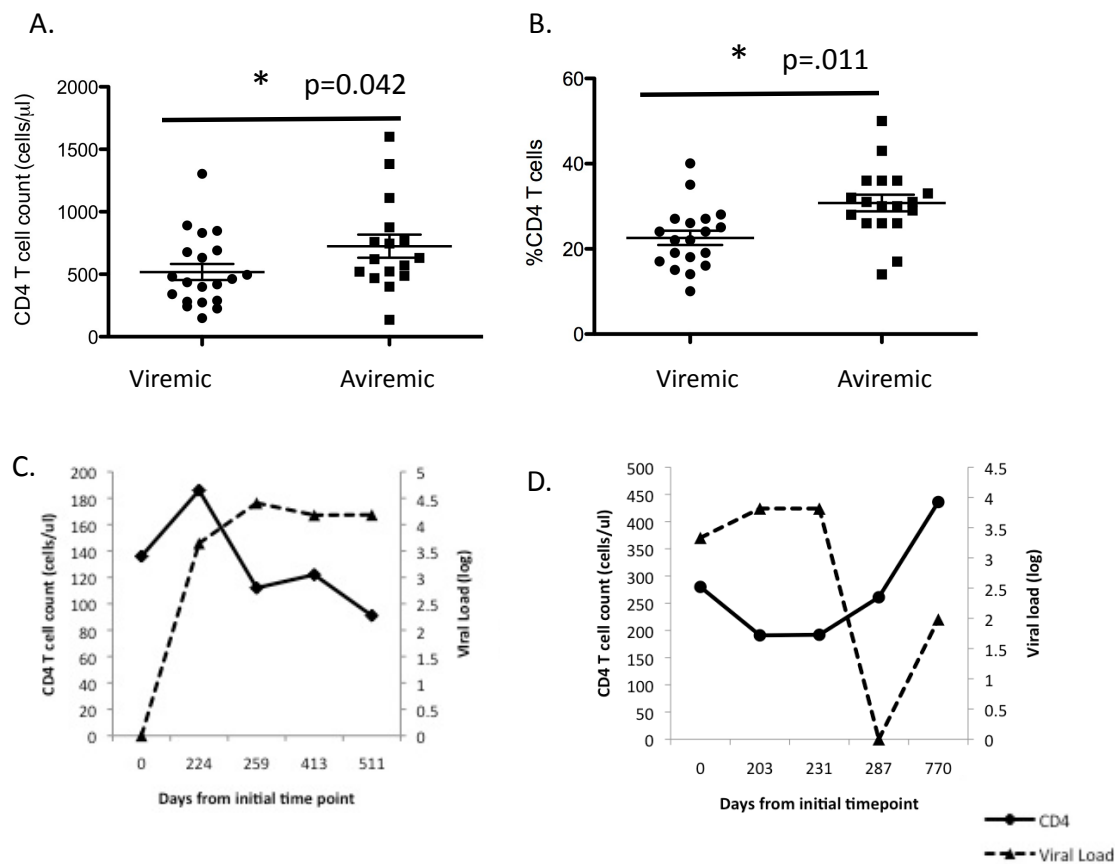 A.
* p=0.042
CD4 T cell count (cells/μl)
2000
1500
1000
500
0
Viremic Aviremic
B.
* p=.011
%CD4 T cells
60
40
20
0
Viremic Aviremic
C.
CD4 T cell count (cells/ul)
200
180
160
140
120
100
80
60
40
20
0
5
4.5
4
3.5
3
2.5
2
1.5
1
0.5
0
Viral Load (log)
0 224 259 413 511
Days from initial time point
D.
CD4 T cell count (cells/ul)
500
450
400
350
300
250
200
150
100
50
0
4.5
4
3.5
3
2.5
2
1.5
1
0.5
0
Viral load (log)
0 203 231 287 770
Days from initial timepoint
CD4
Viral Load